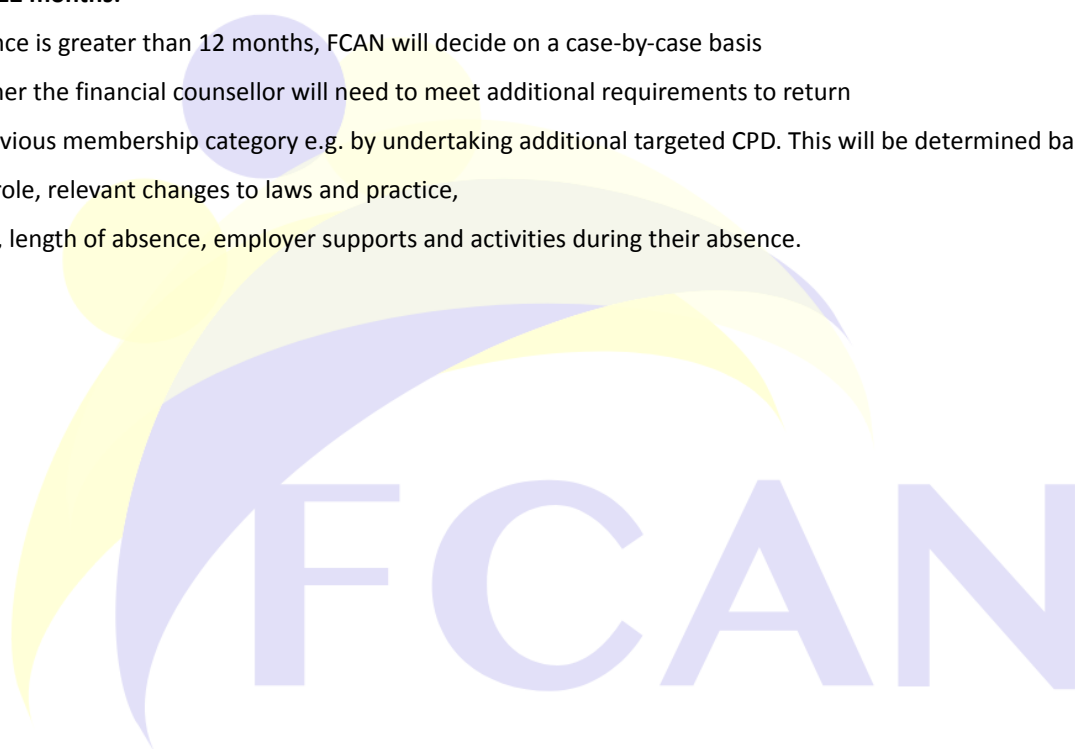 months.
nce is greater than 12 months, FCAN will decide on a case-by-case basis
her the financial counsellor will need to meet additional requirements to return
vious membership category e.g. by undertaking additional targeted CPD. This will be determined ba
role, relevant changes to laws and practice,
, length of absence, employer supports and activities during their absence.
FCAN